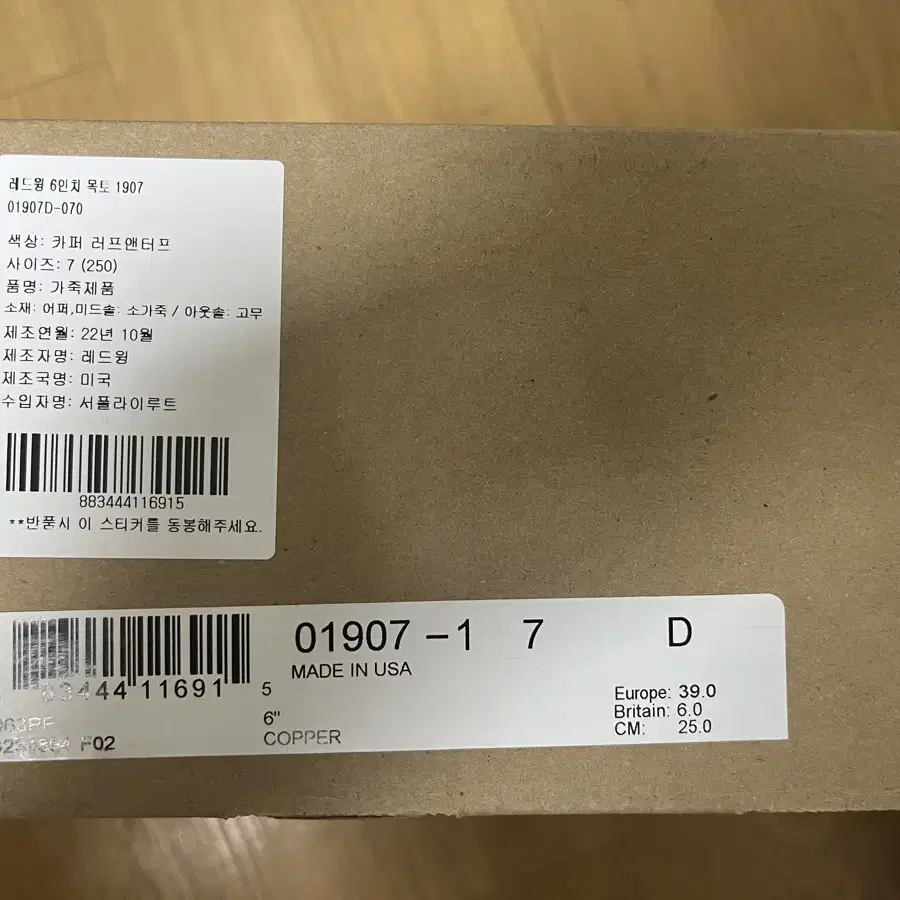 레드윙 6인치 목토 1907
01907D-070
색상: 카퍼 러프앤터프
사이즈: 7 (250)
품명: 가죽제품
소재: 어퍼,미드솔: 소가죽 / 아웃솔: 고무
제조연월: 22년 10월
제조자명: 레드윙
제조국명: 미국
수입자명: 서플라이루트
883444116915
**반품시 이 스티커를 동봉해주세요.
01907 -1 7 D
MADE IN USA
3444 11691 5
Europe: 39.0
Britain: 6.0
CM: 25.0
6"
COPPER
F02